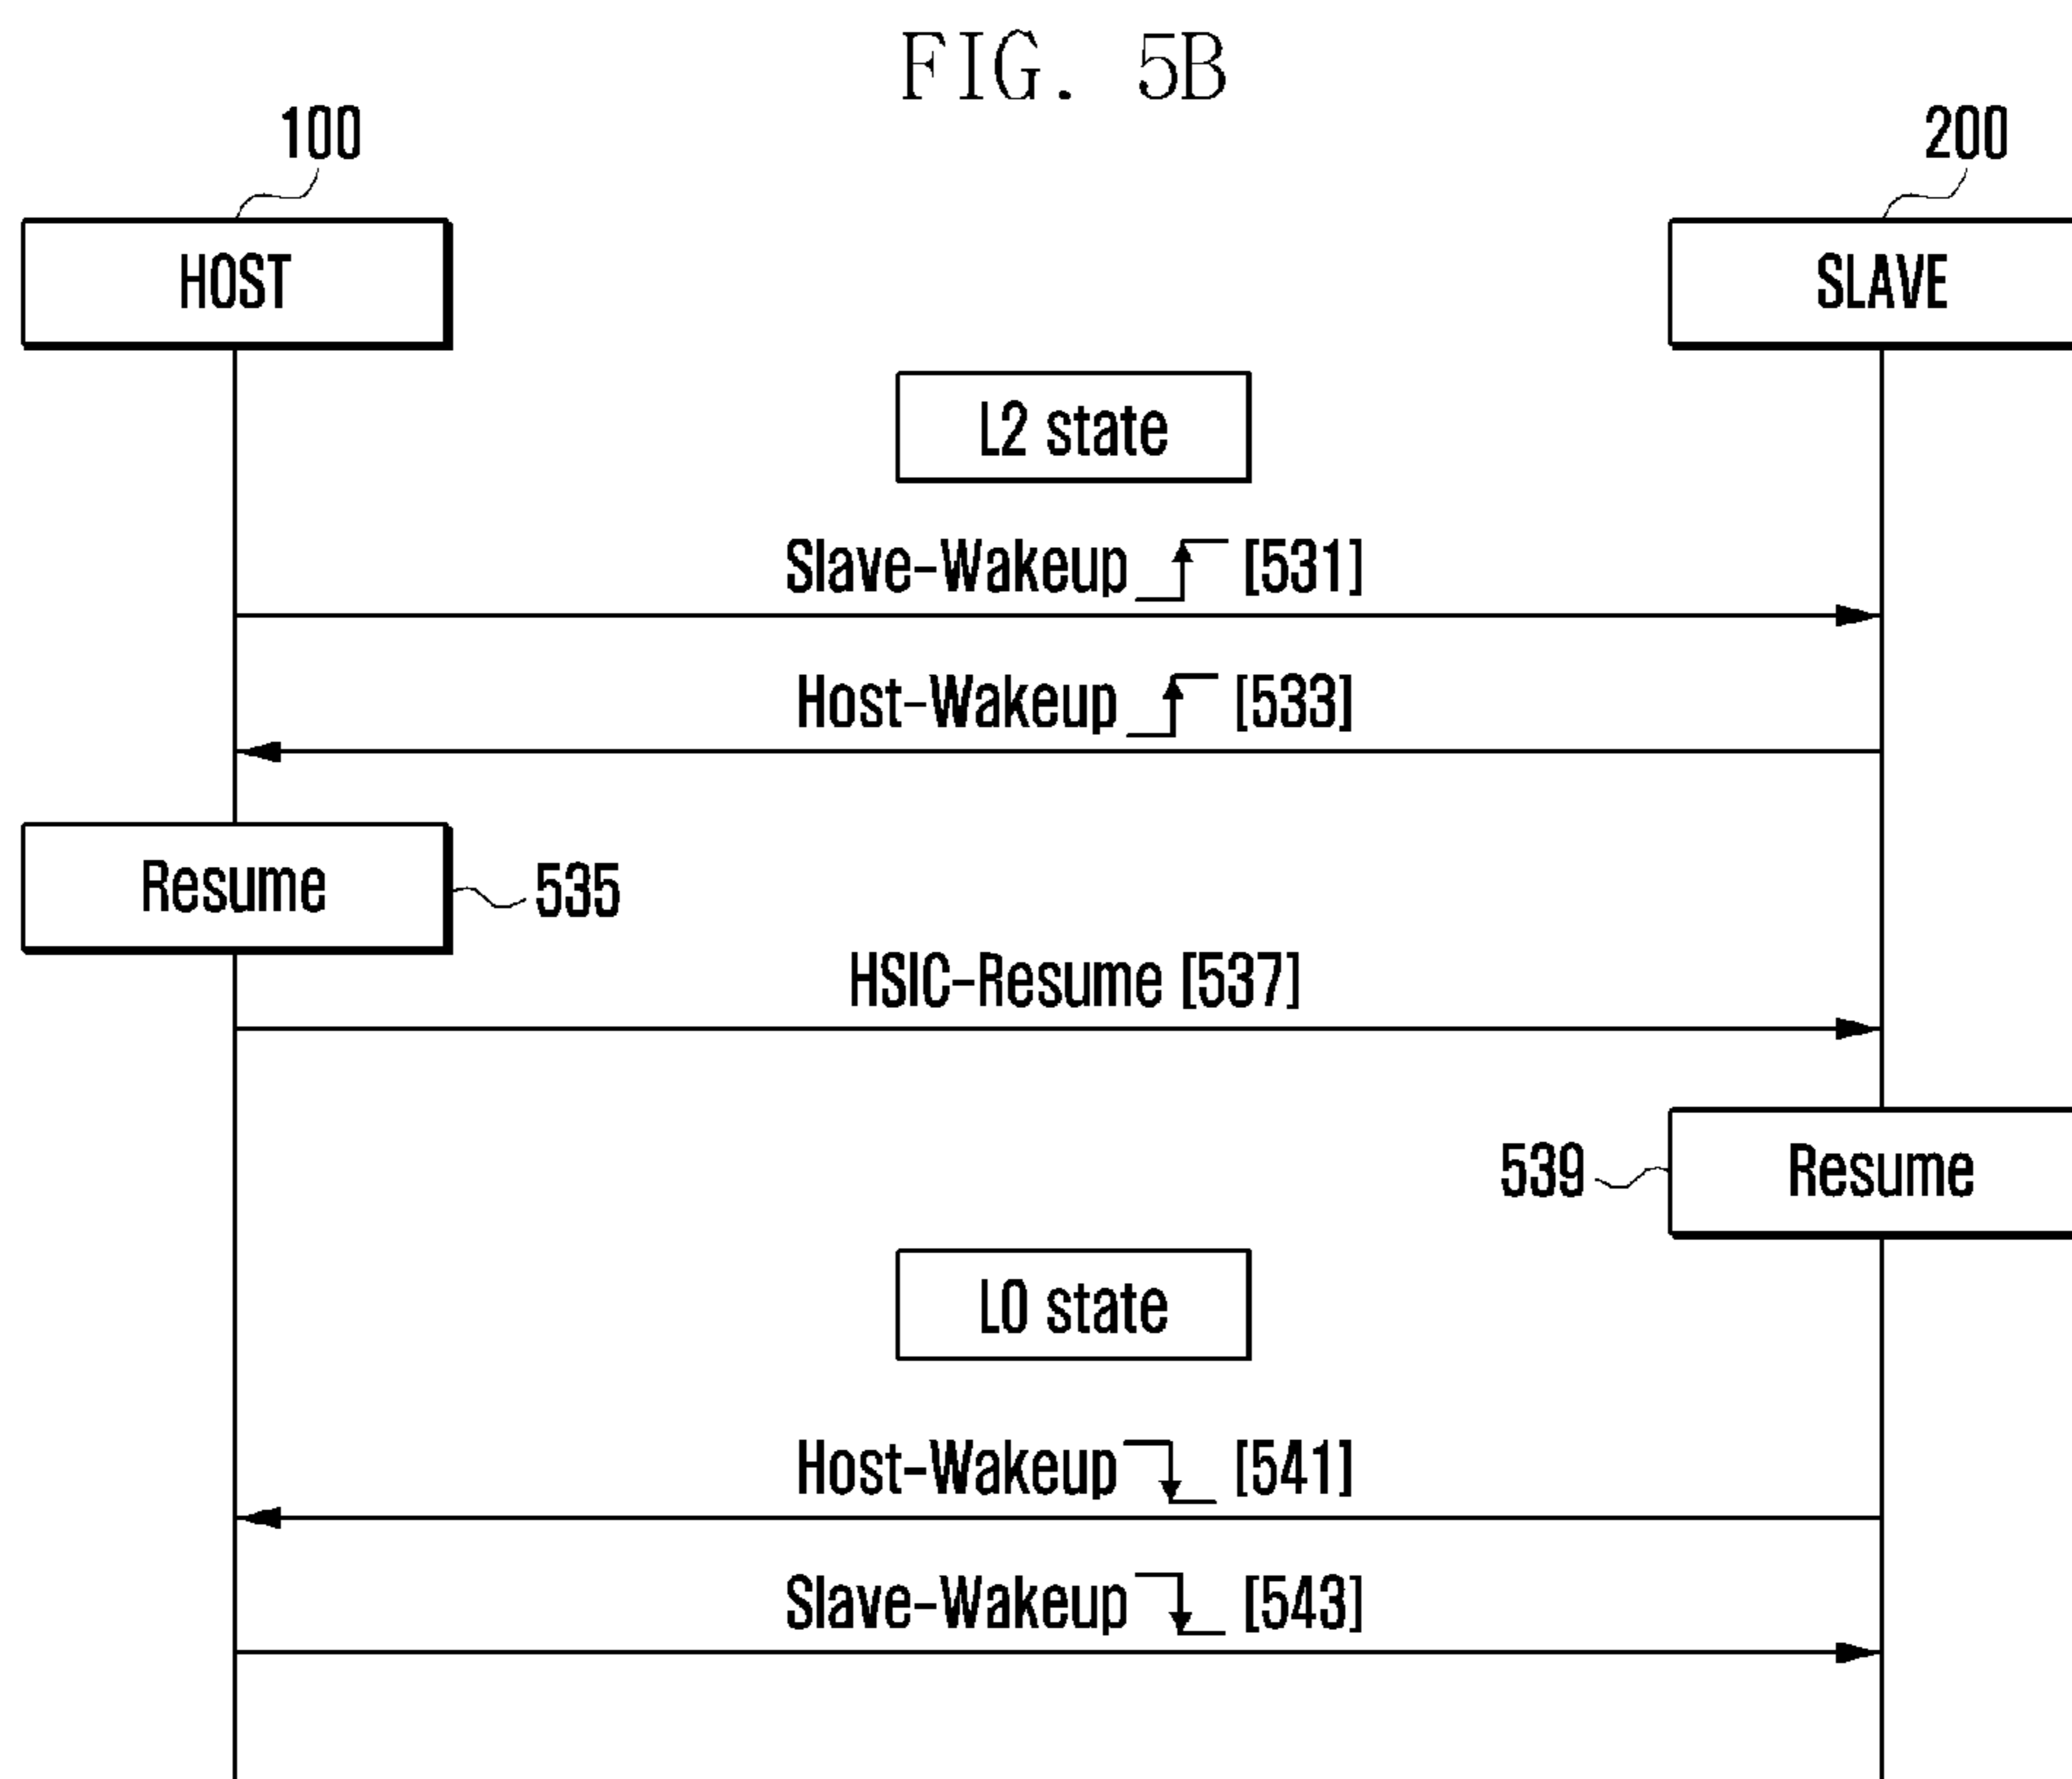 FIG. 5B
100
200
HOST
SLAVE
L2 state
Slave-Wakeup [531]
Host-Wakeup [533]
Resume
535
HSIC-Resume [537]
539
Resume
L0 state
Host-Wakeup [541]
Slave-Wakeup [543]